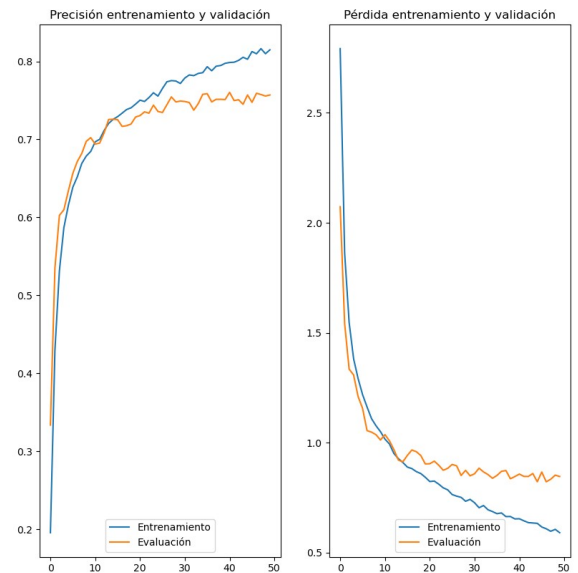 Precisión entrenamiento y validación
0.8
0.7
0.6
0.5
0.4
0.3
0.2
0 10 20 30 40 50
Entrenamiento
Evaluación
Pérdida entrenamiento y validación
2.5
2.0
1.5
1.0
0.5
0 10 20 30 40 50
Entrenamiento
Evaluación